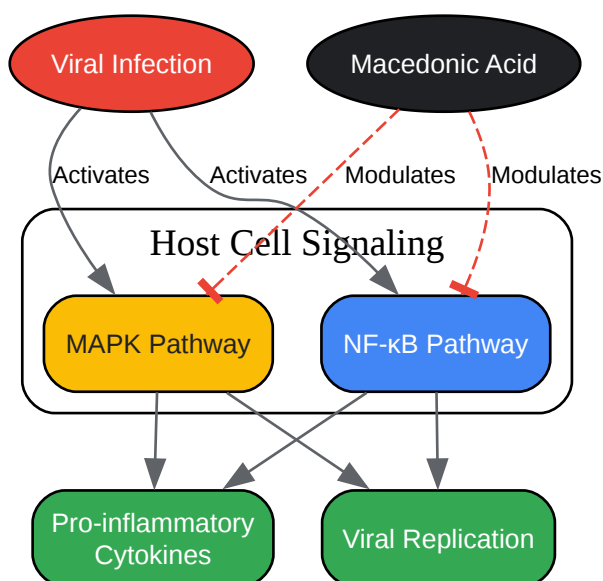 Viral Infection
Macedonic Acid
Activates
Activates
Modulates
Modulates
Host Cell Signaling
MAPK Pathway
NF-κB Pathway
Pro-inflammatory
Cytokines
Viral Replication